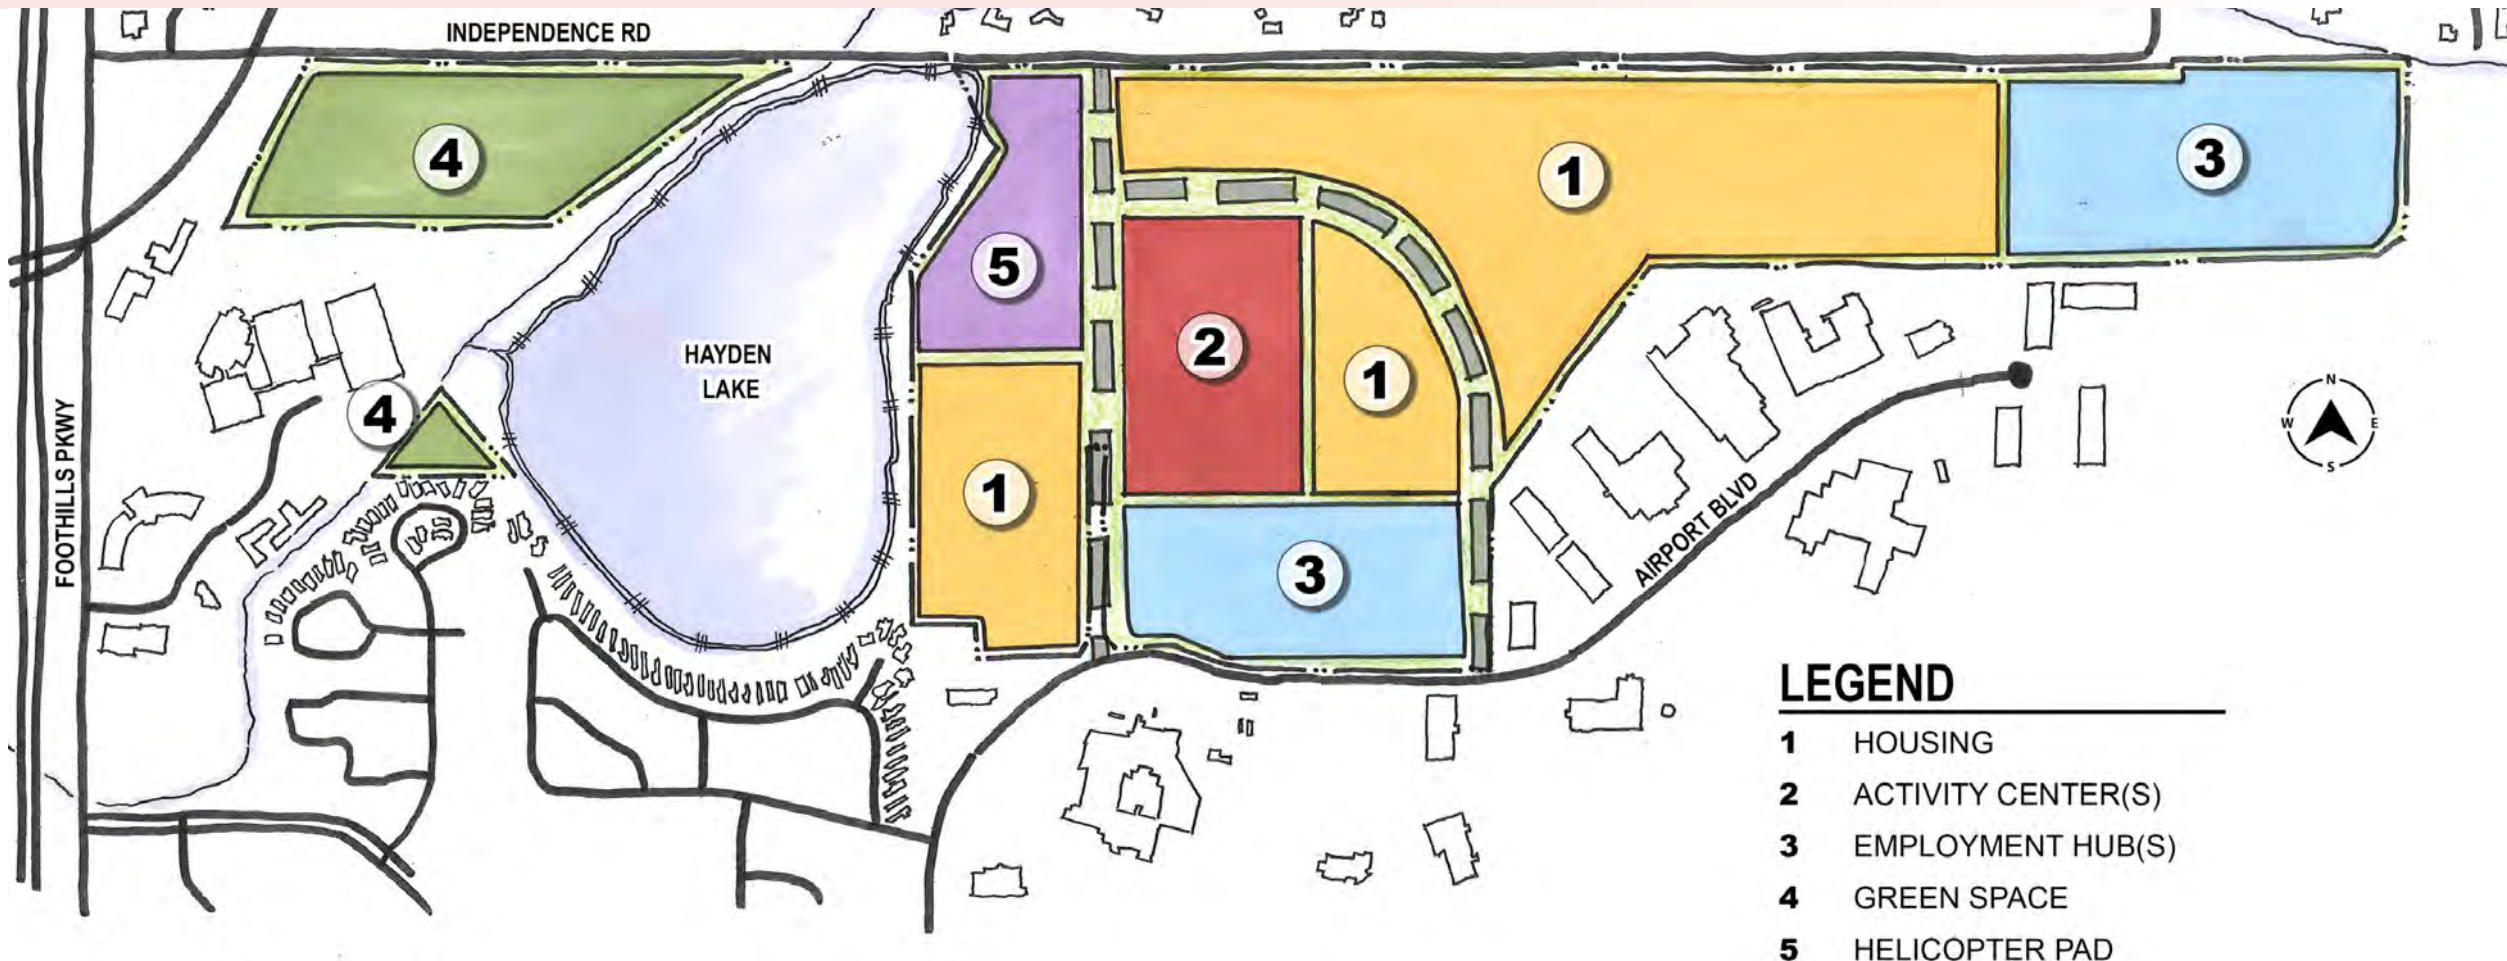 INDEPENDENCE RD
4
5
1
3
HAYDEN
LAKE
2
1
4
FOOTHILLS PKWY
1
3
AIRPORT BLVD
N
W E
S
LEGEND
1 HOUSING
2 ACTIVITY CENTER(S)
3 EMPLOYMENT HUB(S)
4 GREEN SPACE
5 HELICOPTER PAD